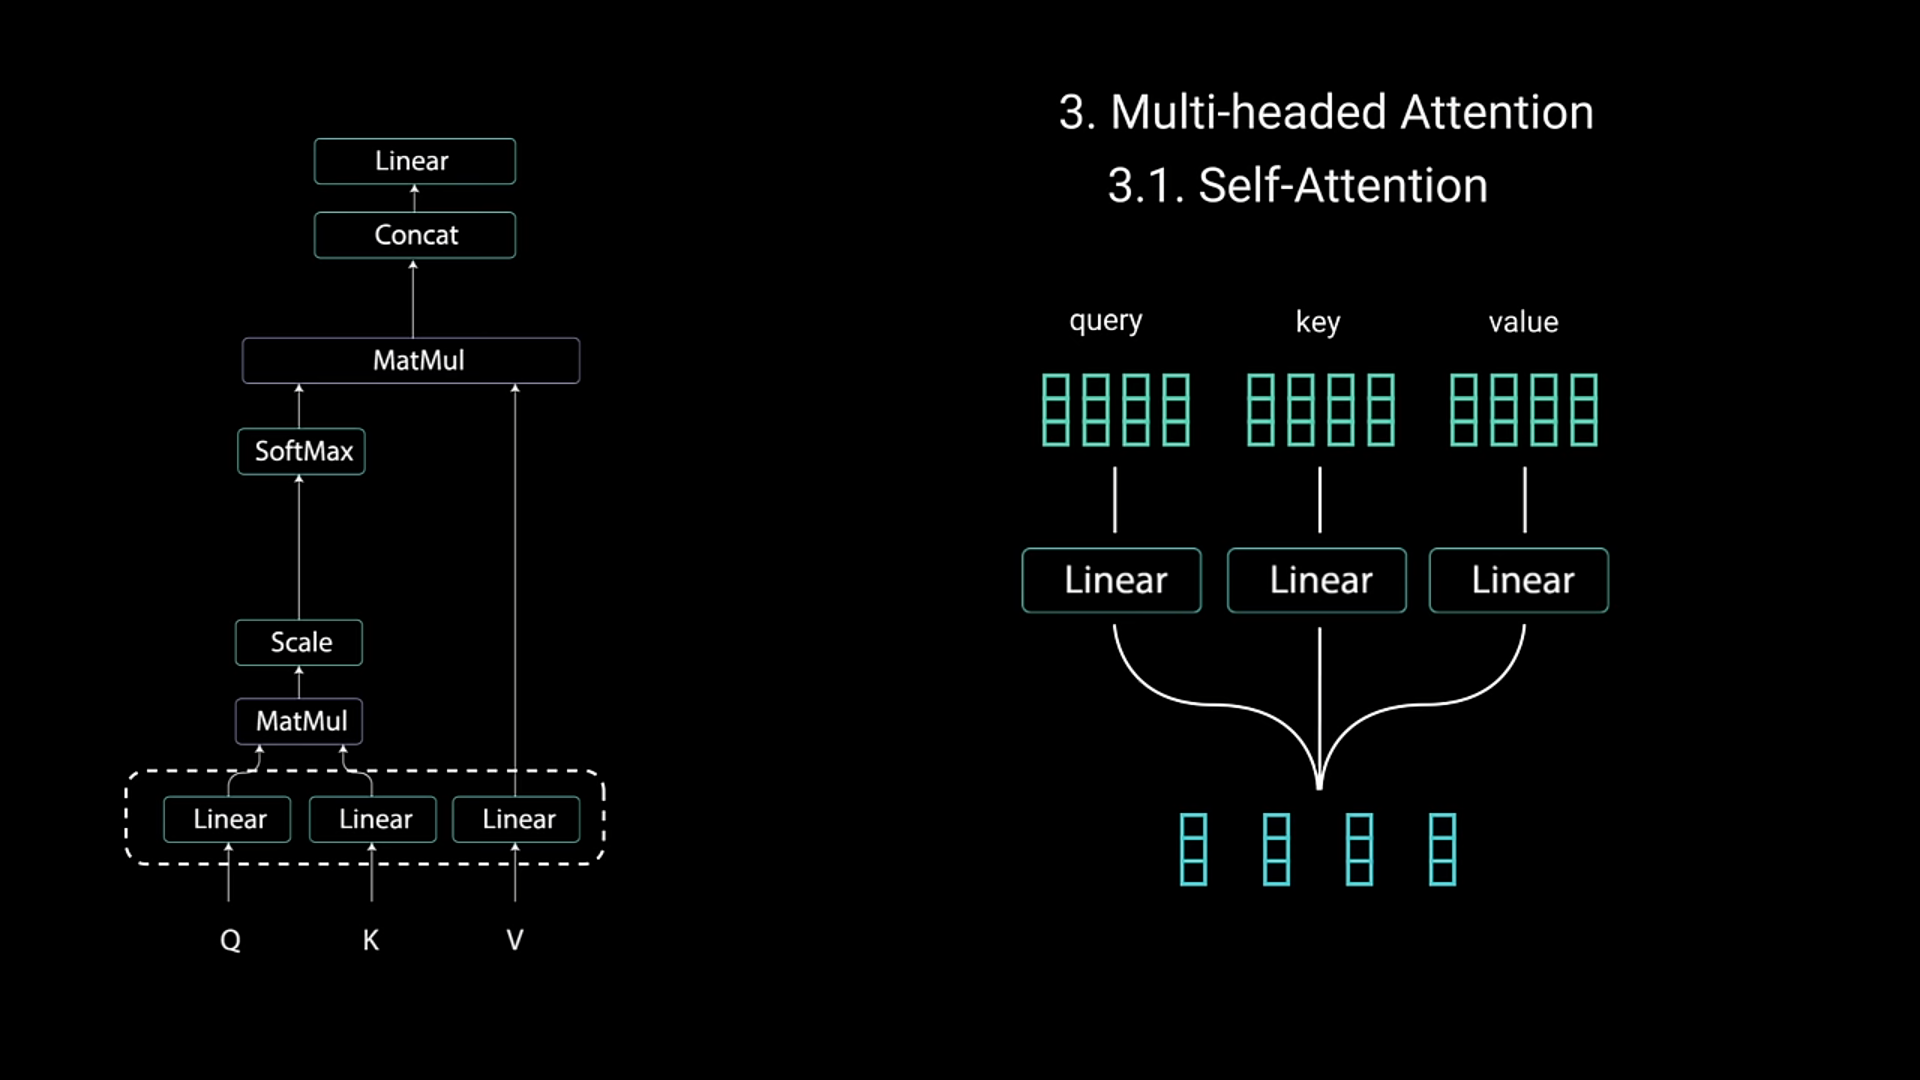 Linear
Concat
MatMul
SoftMax
Scale
MatMul
Linear Linear Linear
Q K V
3. Multi-headed Attention
3.1. Self-Attention
query key value
Linear Linear Linear